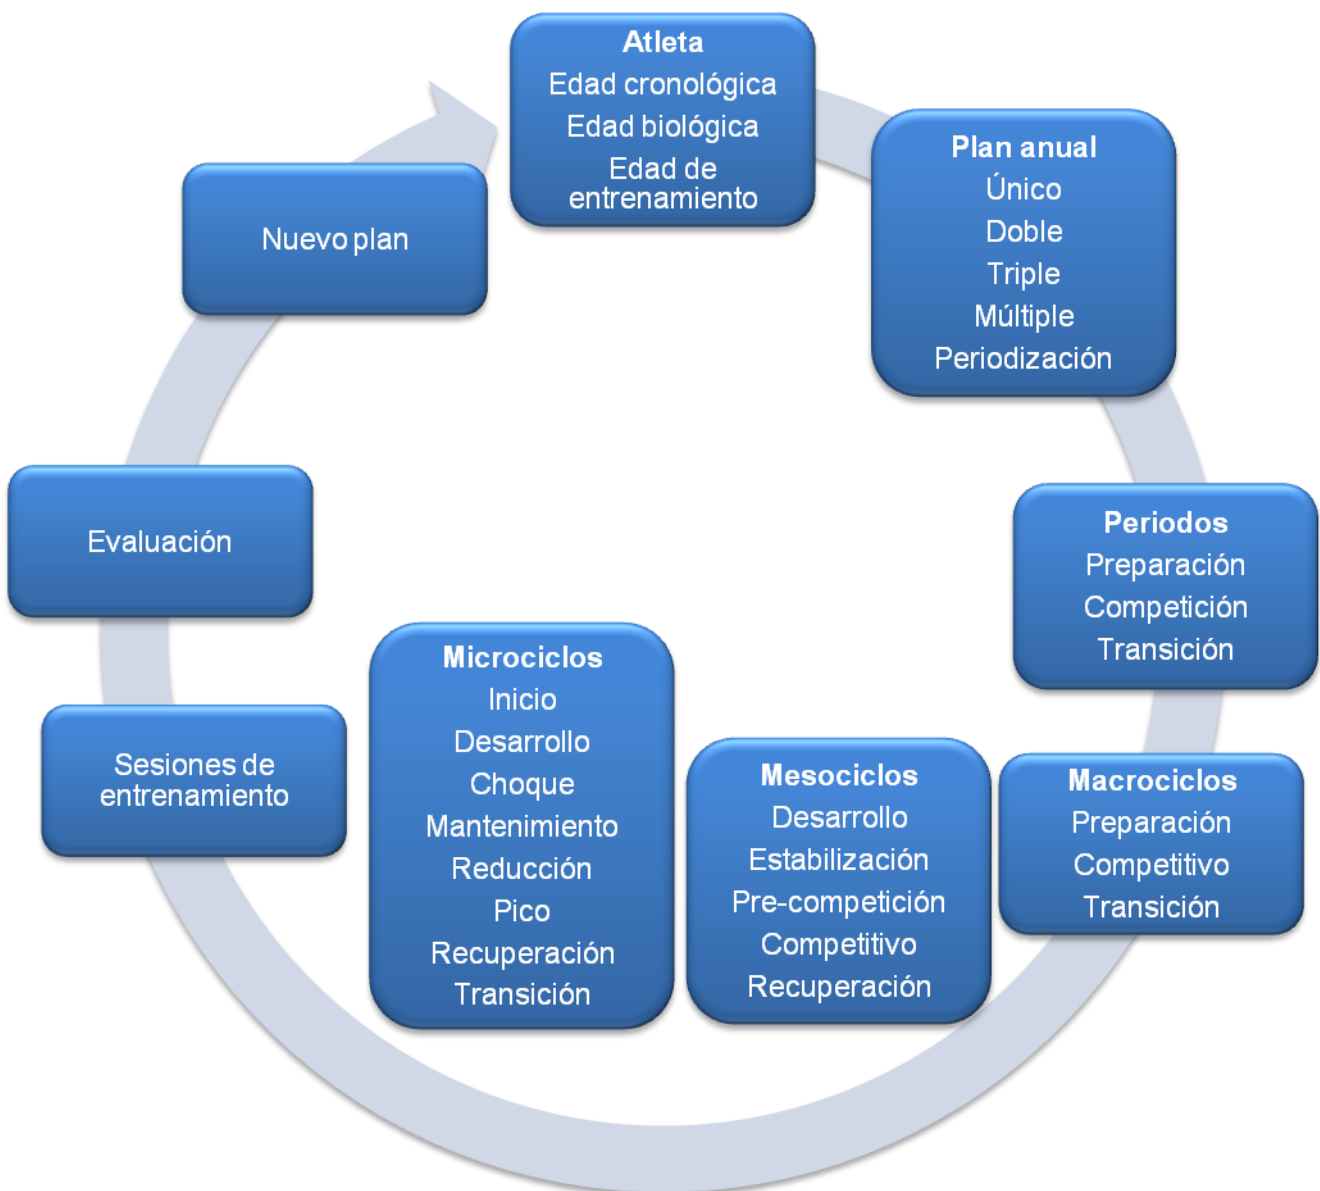 Atleta
Edad cronológica
Edad biológica
Edad de
entrenamiento
Plan anual
Único
Doble
Triple
Múltiple
Periodización
Periodos
Preparación
Competición
Transición
Macrociclos
Preparación
Competitivo
Transición
Mesociclos
Desarrollo
Estabilización
Pre-competición
Competitivo
Recuperación
Microciclos
Inicio
Desarrollo
Choque
Mantenimiento
Reducción
Pico
Recuperación
Transición
Sesiones de
entrenamiento
Evaluación
Nuevo plan